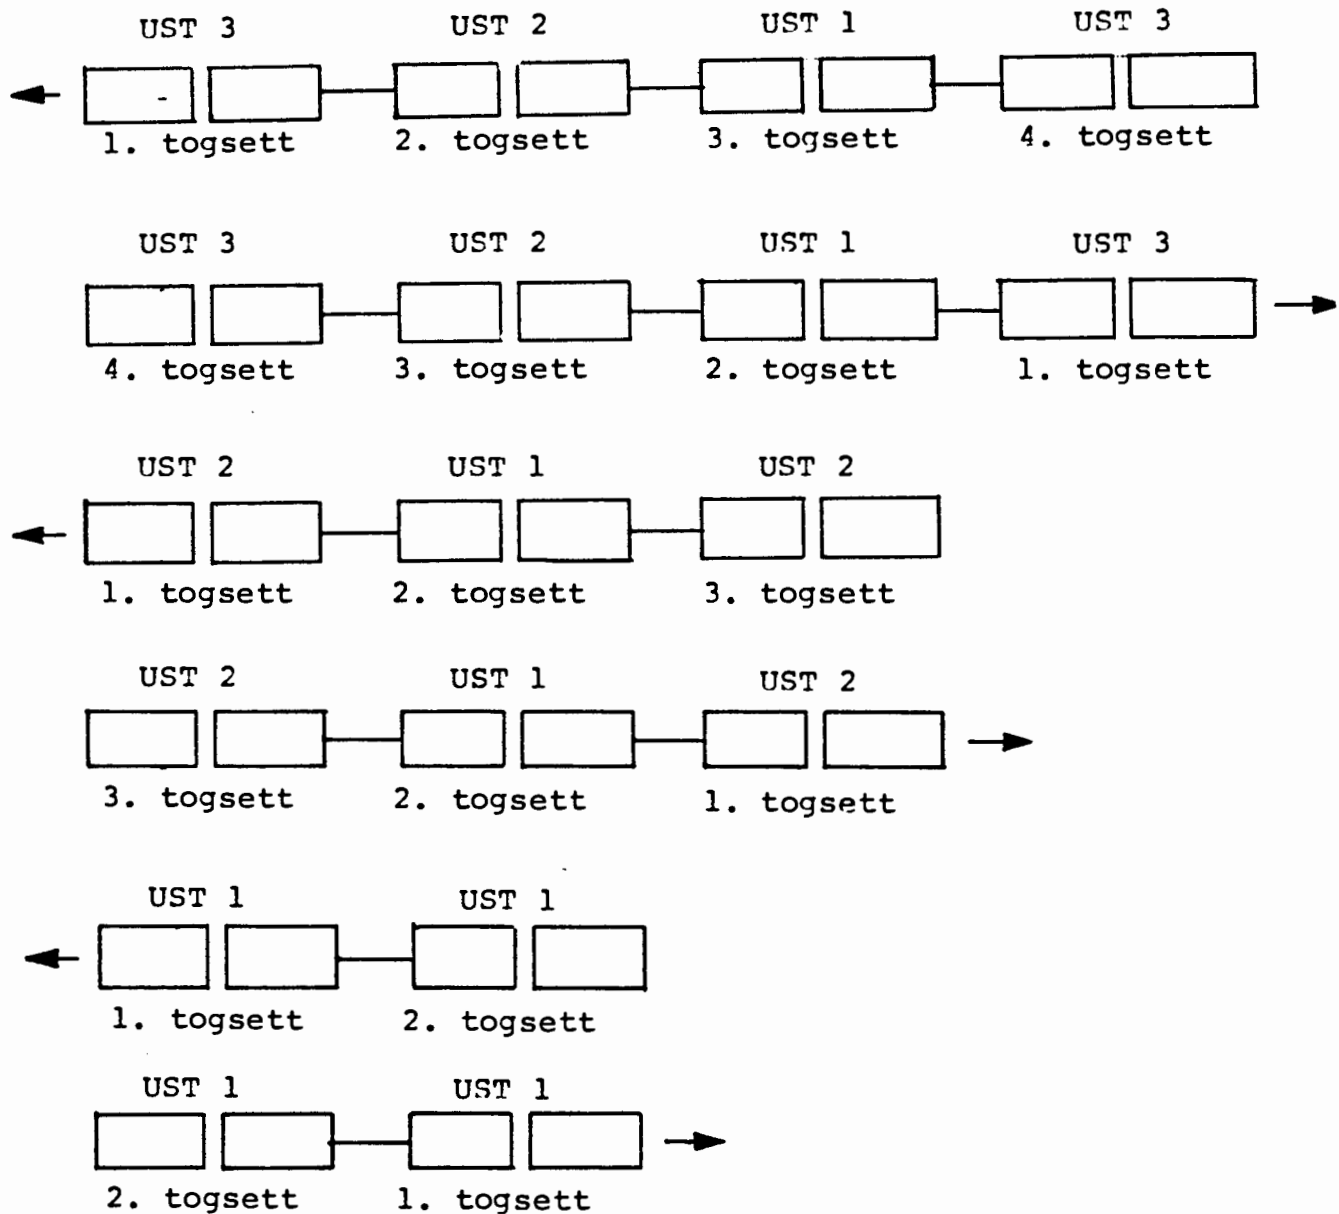 UST 3 UST 2 UST 1 UST 3
1. togsett 2. togsett 3. togsett 4. togsett
UST 3 UST 2 UST 1 UST 3
4. togsett 3. togsett 2. togsett 1. togsett
UST 2 UST 1 UST 2
1. togsett 2. togsett 3. togsett
UST 2 UST 1 UST 2
3. togsett 2. togsett 1. togsett
UST 1 UST 1
1. togsett 2. togsett
UST 1 UST 1
2. togsett 1. togsett